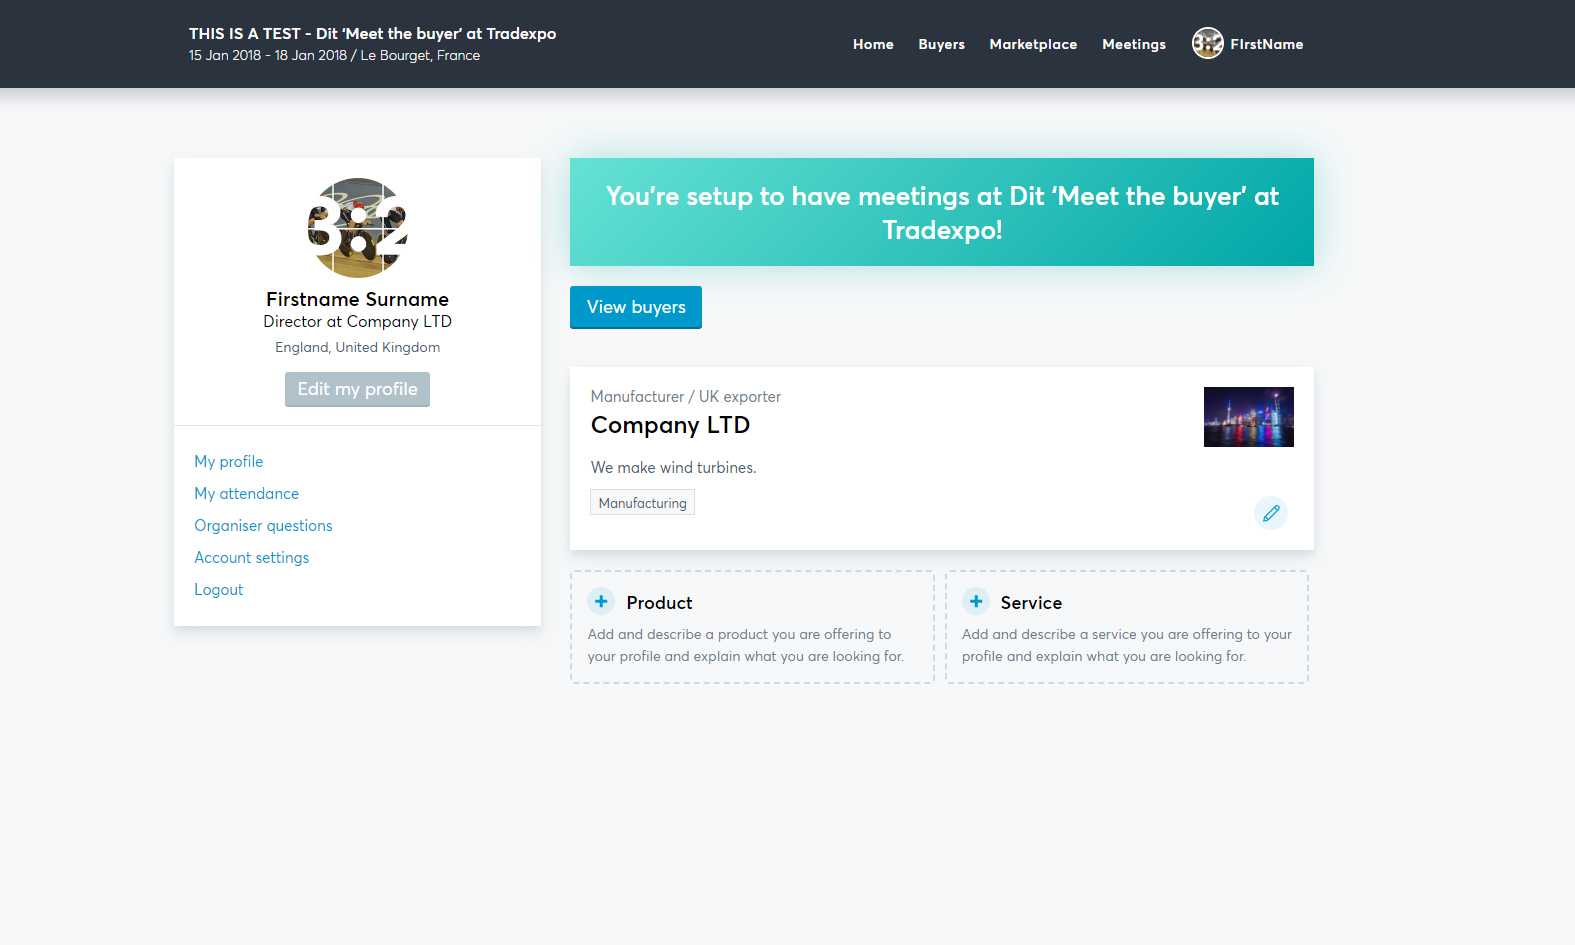 THIS IS A TEST - Dit ‘Meet the buyer’ at Tradexpo
15 Jan 2018 - 18 Jan 2018 / Le Bourget, France
Home
Buyers
Marketplace
Meetings
3:2
FIrstName
3:2
Firstname Surname
Director at Company LTD
England, United Kingdom
Edit my profile
My profile
My attendance
Organiser questions
Account settings
Logout
You’re setup to have meetings at Dit ‘Meet the buyer’ at
Tradexpo!
View buyers
Manufacturer / UK exporter
Company LTD
We make wind turbines.
Manufacturing
Product
Add and describe a product you are offering to
your profile and explain what you are looking for.
Service
Add and describe a service you are offering to your
profile and explain what you are looking for.